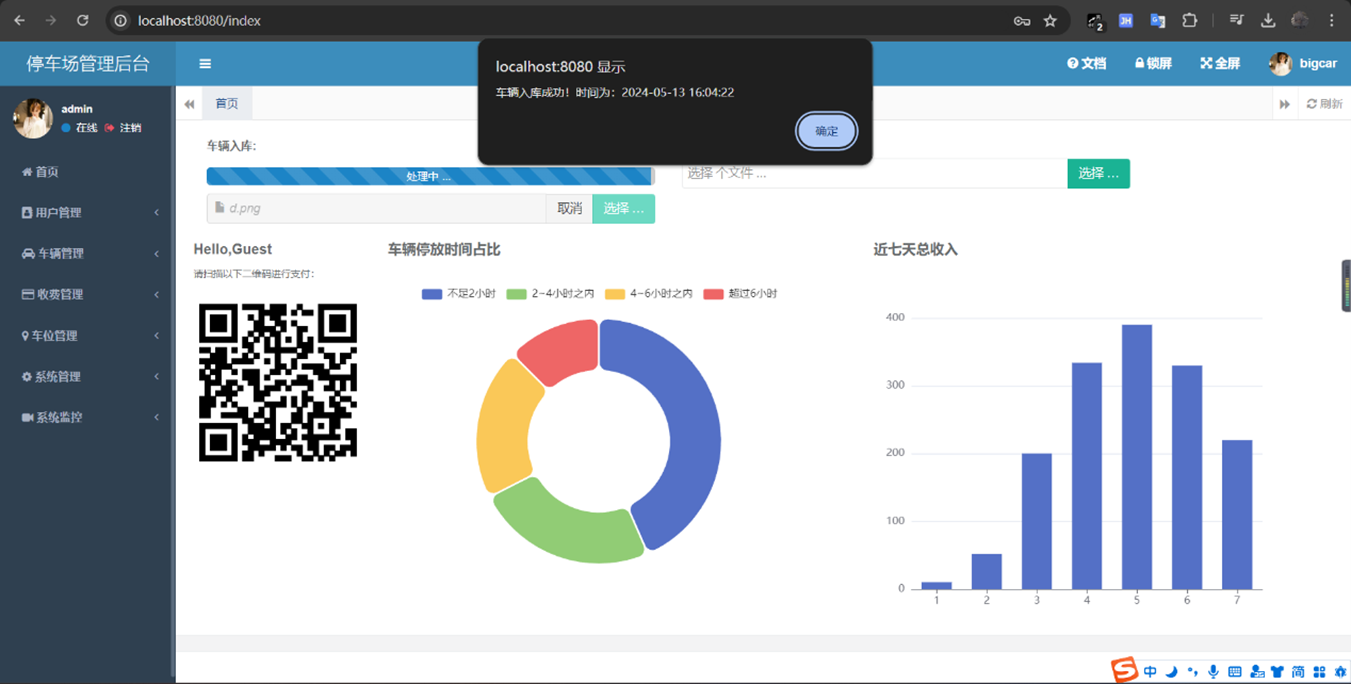 localhost:8080/index
2
JH
停车场管理后台
文档
锁屏
全屏
bigcar
localhost:8080 显示
车辆入库成功！时间为：2024-05-13 16:04:22
确定
admin
在线
注销
首页
刷新
首页
用户管理
车辆管理
收费管理
车位管理
系统管理
系统监控
车辆入库:
处理中 ...
选择 个文件 ...
选择 ...
d.png
取消
选择 ...
Hello,Guest
请扫描以下二维码进行支付:
车辆停放时间占比
不足2小时
2~4小时之内
4~6小时之内
超过6小时
近七天总收入
400
300
200
100
0
1
2
3
4
5
6
7
S
中
简